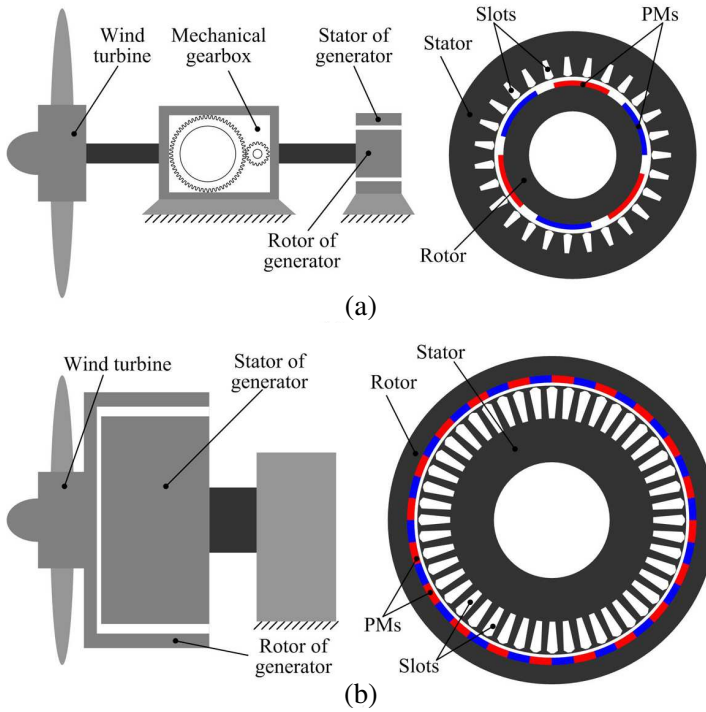 Wind
turbine
Mechanical
gearbox
Stator of
generator
Rotor of
generator
Slots
PMs
Stator
Rotor
(a)
Wind turbine
Stator of
generator
Rotor of
generator
Stator
Rotor
PMs
Slots
(b)